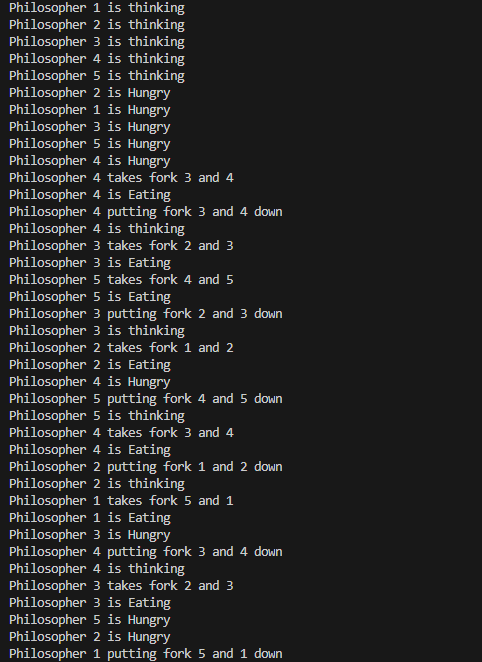 Philosopher 1 is thinking
Philosopher 2 is thinking
Philosopher 3 is thinking
Philosopher 4 is thinking
Philosopher 5 is thinking
Philosopher 2 is Hungry
Philosopher 1 is Hungry
Philosopher 3 is Hungry
Philosopher 5 is Hungry
Philosopher 4 is Hungry
Philosopher 4 takes fork 3 and 4
Philosopher 4 is Eating
Philosopher 4 putting fork 3 and 4 down
Philosopher 4 is thinking
Philosopher 3 takes fork 2 and 3
Philosopher 3 is Eating
Philosopher 5 takes fork 4 and 5
Philosopher 5 is Eating
Philosopher 3 putting fork 2 and 3 down
Philosopher 3 is thinking
Philosopher 2 takes fork 1 and 2
Philosopher 2 is Eating
Philosopher 4 is Hungry
Philosopher 5 putting fork 4 and 5 down
Philosopher 5 is thinking
Philosopher 4 takes fork 3 and 4
Philosopher 4 is Eating
Philosopher 2 putting fork 1 and 2 down
Philosopher 2 is thinking
Philosopher 1 takes fork 5 and 1
Philosopher 1 is Eating
Philosopher 3 is Hungry
Philosopher 4 putting fork 3 and 4 down
Philosopher 4 is thinking
Philosopher 3 takes fork 2 and 3
Philosopher 3 is Eating
Philosopher 5 is Hungry
Philosopher 2 is Hungry
Philosopher 1 putting fork 5 and 1 down